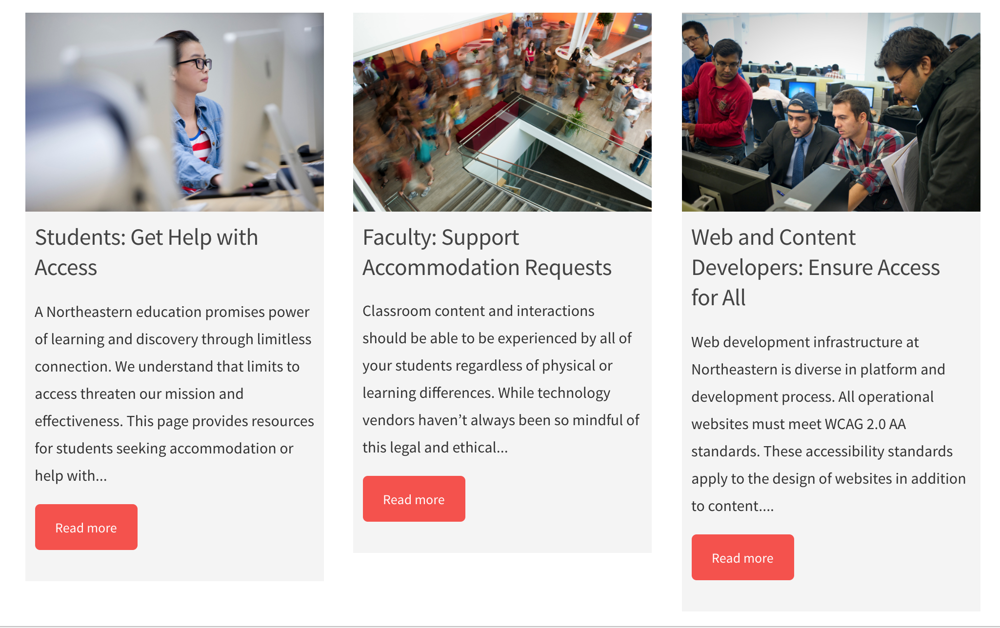 Students: Get Help with
Access
A Northeastern education promises power
of learning and discovery through limitless
connection. We understand that limits to
access threaten our mission and
effectiveness. This page provides resources
for students seeking accommodation or
help with...
Read more
Faculty: Support
Accommodation Requests
Classroom content and interactions
should be able to be experienced by all of
your students regardless of physical or
learning differences. While technology
vendors haven’t always been so mindful of
this legal and ethical...
Read more
Web and Content
Developers: Ensure Access
for All
Web development infrastructure at
Northeastern is diverse in platform and
development process. All operational
websites must meet WCAG 2.0 AA
standards. These accessibility standards
apply to the design of websites in addition
to content....
Read more